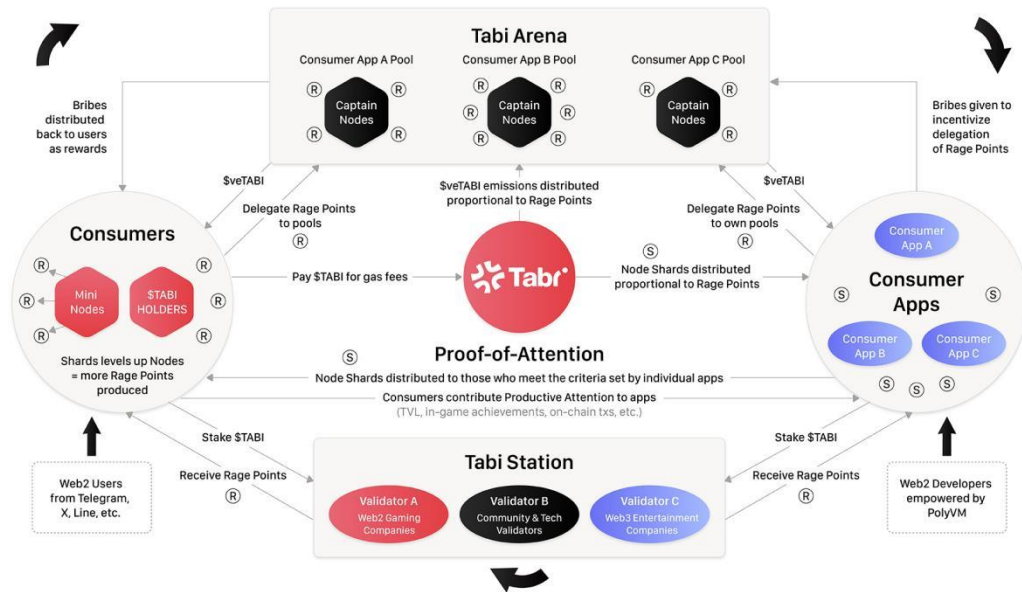 Tabi Arena
Consumer App A Pool
Consumer App B Pool
Consumer App C Pool
R
R
R
R
Captain
Nodes
R
R
R
R
R
R
Captain
Nodes
R
R
R
R
Captain
Nodes
Bribes
distributed
back to users
as rewards
Bribes given to
incentivize
delegation
of Rage Points
$veTABI
Delegate Rage Points
to pools
R
$veTABI emissions distributed
proportional to Rage Points
$veTABI
Delegate Rage Points
to own pools
R
Consumers
R
R
R
Mini
Nodes
$TABI
HOLDERS
R
R
R
Shards levels up Nodes
= more Rage Points
produced
Pay $TABI for gas fees
Tabi
S
Node Shards distributed
proportional to Rage Points
Consumer
App A
Consumer
Apps
S
S
Consumer
App B
Consumer
App C
S
S
S
Proof-of-Attention
S
Node Shards distributed to those who meet the criteria set by individual apps
Consumers contribute Productive Attention to apps
(TVL, in-game achievements, on-chain txs, etc.)
Stake $TABI
Receive Rage Points
R
Stake $TABI
Receive Rage Points
R
Web2 Users
from Telegram,
X, Line, etc.
Tabi Station
Validator A
Web2 Gaming
Companies
Validator B
Community & Tech
Validators
Validator C
Web3 Entertainment
Companies
Web2 Developers
empowered by
PolyVM